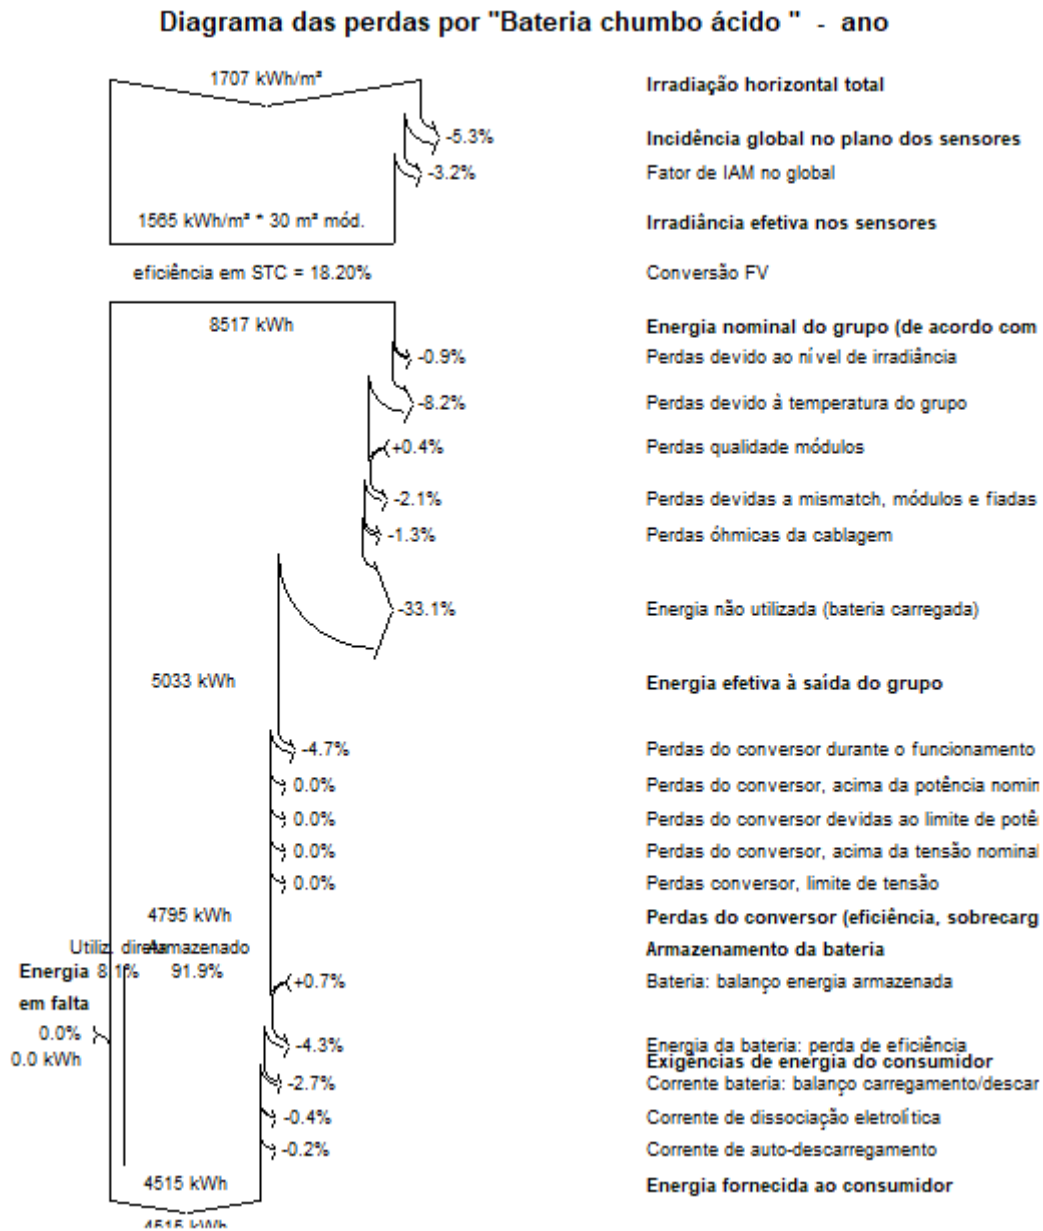 Diagrama das perdas por "Bateria chumbo ácido " - ano
1707 kWh/m²
Irradiação horizontal total
-5.3%
Incidência global no plano dos sensores
-3.2%
Fator de IAM no global
1565 kWh/m² * 30 m² mód.
Irradiância efetiva nos sensores
eficiência em STC = 18.20%
Conversão FV
8517 kWh
Energia nominal do grupo (de acordo com
-0.9%
Perdas devido ao nível de irradiância
-8.2%
Perdas devido à temperatura do grupo
+0.4%
Perdas qualidade módulos
-2.1%
Perdas devidas a mismatch, módulos e fiadas
-1.3%
Perdas óhmicas da cablagem
-33.1%
Energia não utilizada (bateria carregada)
5033 kWh
Energia efetiva à saída do grupo
-4.7%
Perdas do conversor durante o funcionamento
0.0%
Perdas do conversor, acima da potência nomin
0.0%
Perdas do conversor devidas ao limite de potê
0.0%
Perdas do conversor, acima da tensão nominal
0.0%
Perdas conversor, limite de tensão
4795 kWh
Perdas do conversor (eficiência, sobrecarg
Utiliz. direta Armazenado
Armazenamento da bateria
Energia 8.1% 91.9%
em falta
+0.7%
Bateria: balanço energia armazenada
0.0%
0.0 kWh
-4.3%
Energia da bateria: perda de eficiência
Exigências de energia do consumidor
-2.7%
Corrente bateria: balanço carregamento/descar
-0.4%
Corrente de dissociação eletrolítica
-0.2%
Corrente de auto-descarregamento
4515 kWh
Energia fornecida ao consumidor
4515 kWh